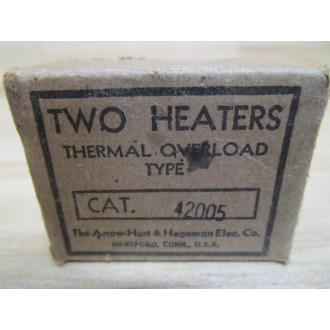 TWO HEATERS
THERMAL OVERLOAD
TYPE
CAT. 42005
The Arrow-Hart & Hegeman Elec. Co.
HARTFORD, CONN., U.S.A.